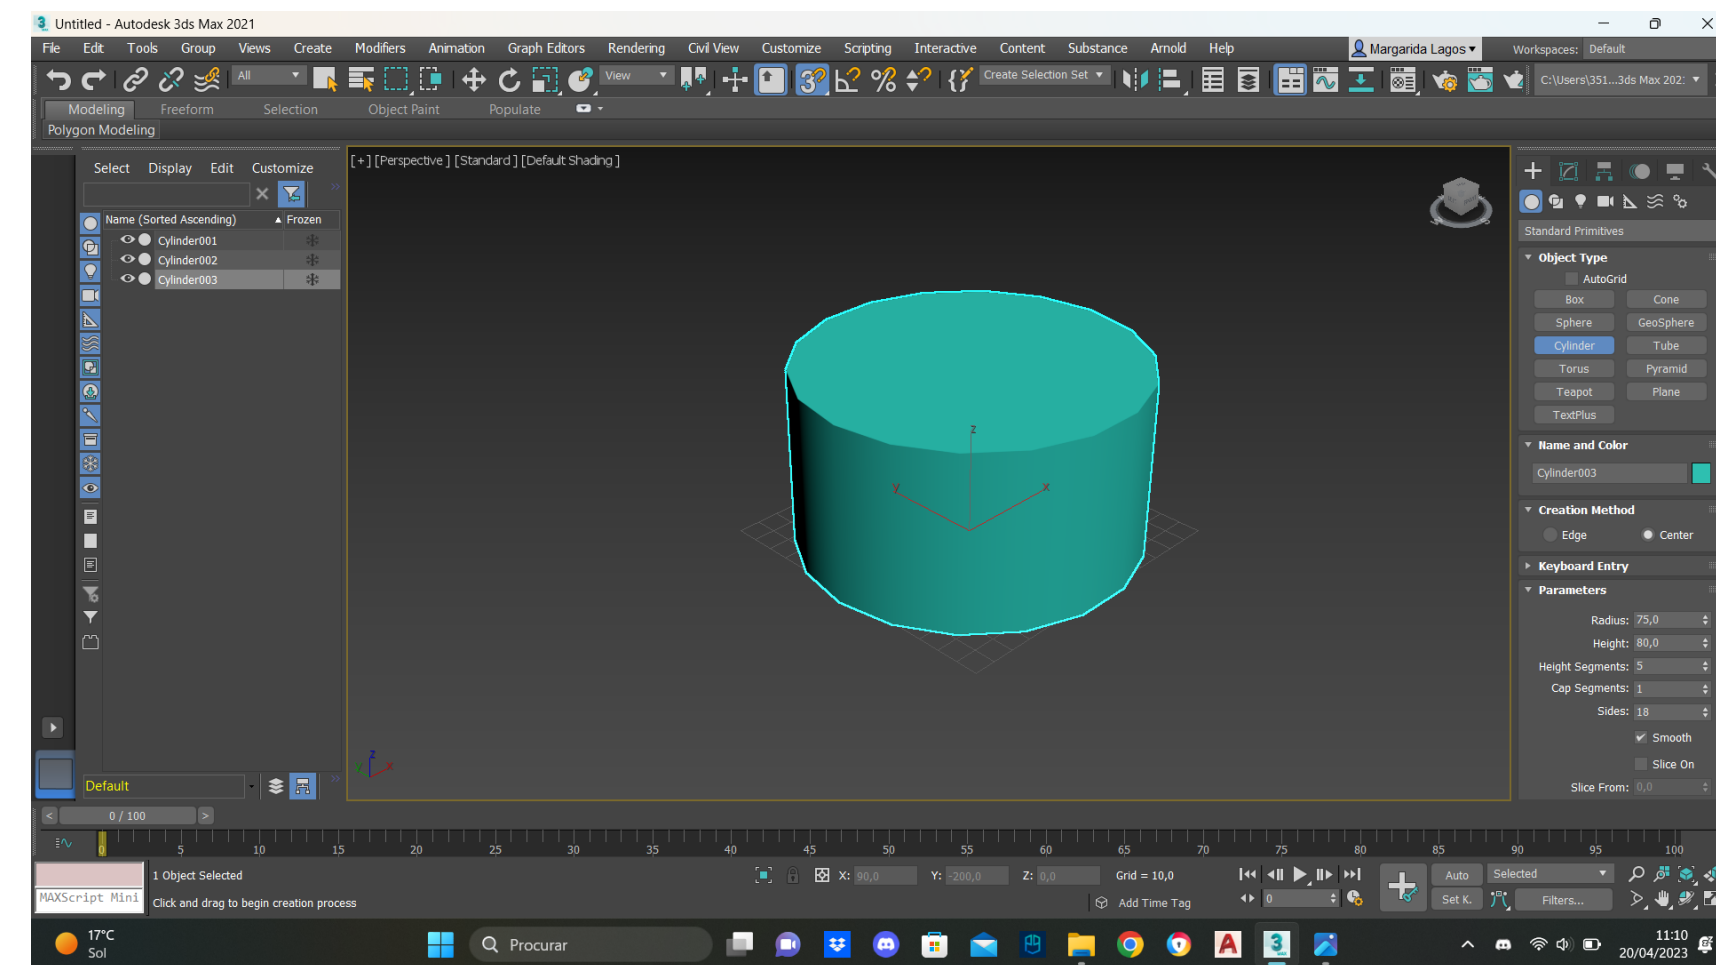 Untitled - Autodesk 3ds Max 2021
File Edit Tools Group Views Create Modifiers Animation Graph Editors Rendering Civil View Customize Scripting Interactive Content Substance Arnold Help Margarida Lagos Workspaces: Default
All View Create Selection Set C:\Users\351...3ds Max 202:
Modeling Freeform Selection Object Paint Populate
Polygon Modeling
Select Display Edit Customize
[+] [Perspective] [Standard] [Default Shading]
Name (Sorted Ascending) Frozen
Cylinder001
Cylinder002
Cylinder003
Standard Primitives
Object Type
AutoGrid
Box Cone
Sphere GeoSphere
Cylinder Tube
Torus Pyramid
Teapot Plane
TextPlus
Name and Color
Cylinder003
Creation Method
Edge Center
Keyboard Entry
Parameters
Radius: 75,0
Height: 80,0
Height Segments: 5
Cap Segments: 1
Sides: 18
Smooth
Slice On
Slice From: 0,0
z
y x
z
x
Default
< 0 / 100 >
0 5 10 15 20 25 30 35 40 45 50 55 60 65 70 75 80 85 90 95 100
1 Object Selected X: 90,0 Y: -200,0 Z: 0,0 Grid = 10,0 Auto Selected
MAXScript Mini Click and drag to begin creation process Add Time Tag 0 Set K. Filters...
17°C
Sol
Procurar
11:10
20/04/2023